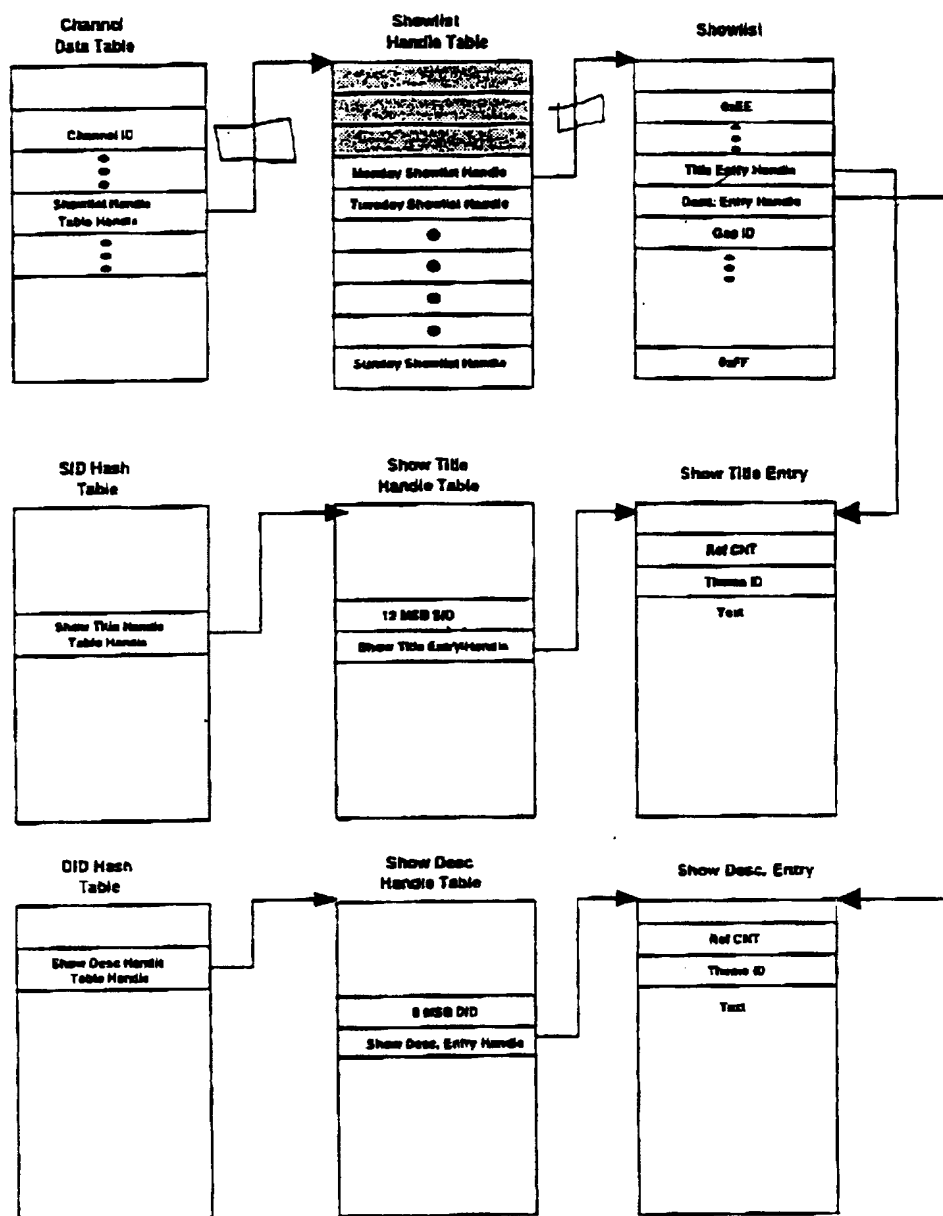 Channel
Data Table
Channel ID
Showlist Handle
Table Handle
Showlist
Handle Table
Monday Showlist Handle
Tuesday Showlist Handle
Sunday Showlist Handle
Showlist
0xEE
Title Entry Handle
Desc. Entry Handle
Gap ID
0xFF
SID Hash
Table
Show Title Handle
Table Handle
Show Title
Handle Table
12 MSB SID
Show Title Entry Handle
Show Title Entry
Ref CNT
Theme ID
Text
DID Hash
Table
Show Desc Handle
Table Handle
Show Desc
Handle Table
8 MSB DID
Show Desc. Entry Handle
Show Desc. Entry
Ref CNT
Theme ID
Text